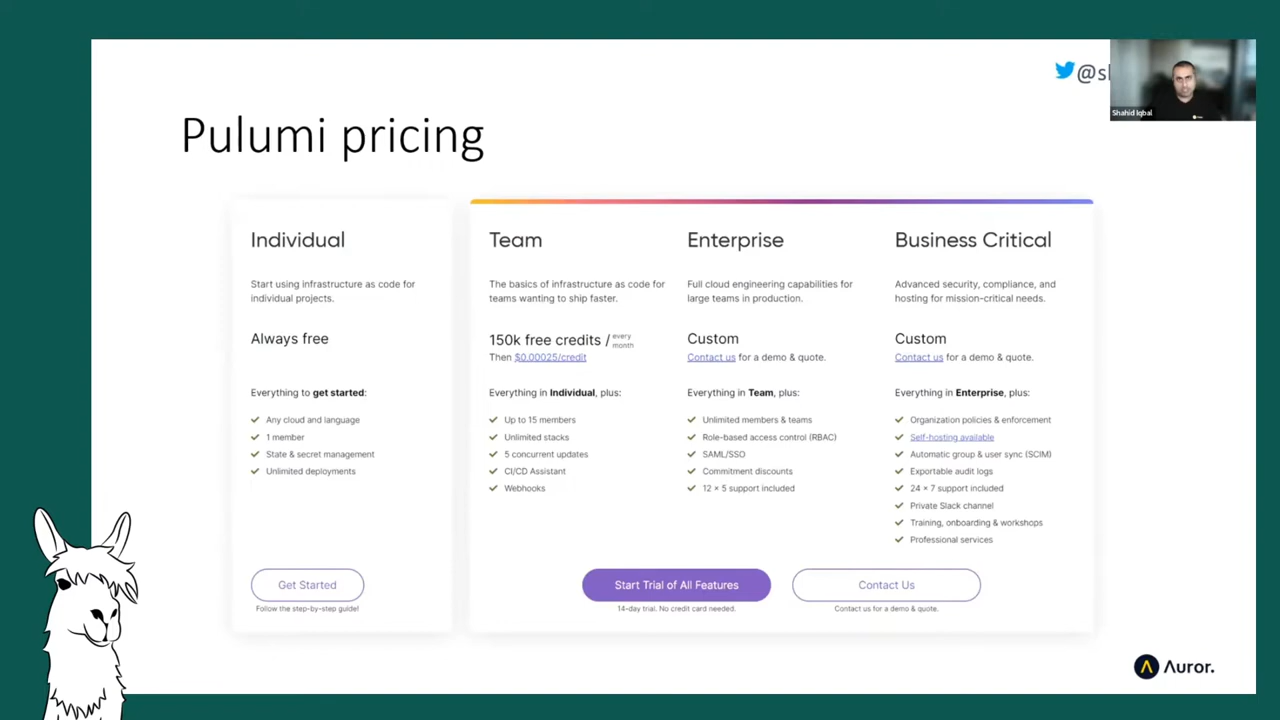 @s
Shahid Iqbal
Pulumi pricing
Individual
Start using infrastructure as code for
individual projects.
Always free
Everything to get started:
Any cloud and language
1 member
State & secret management
Unlimited deployments
Get Started
Follow the step-by-step guide!
Team
The basics of infrastructure as code for
teams wanting to ship faster.
150k free credits / every month
Then $0.00025/credit
Everything in Individual, plus:
Up to 15 members
Unlimited stacks
5 concurrent updates
CI/CD Assistant
Webhooks
Enterprise
Full cloud engineering capabilities for
large teams in production.
Custom
Contact us for a demo & quote.
Everything in Team, plus:
Unlimited members & teams
Role-based access control (RBAC)
SAML/SSO
Commitment discounts
12 × 5 support included
Business Critical
Advanced security, compliance, and
hosting for mission-critical needs.
Custom
Contact us for a demo & quote.
Everything in Enterprise, plus:
Organization policies & enforcement
Self-hosting available
Automatic group & user sync (SCIM)
Exportable audit logs
24 × 7 support included
Private Slack channel
Training, onboarding & workshops
Professional services
Start Trial of All Features
14-day trial. No credit card needed.
Contact Us
Contact us for a demo & quote.
Auror.